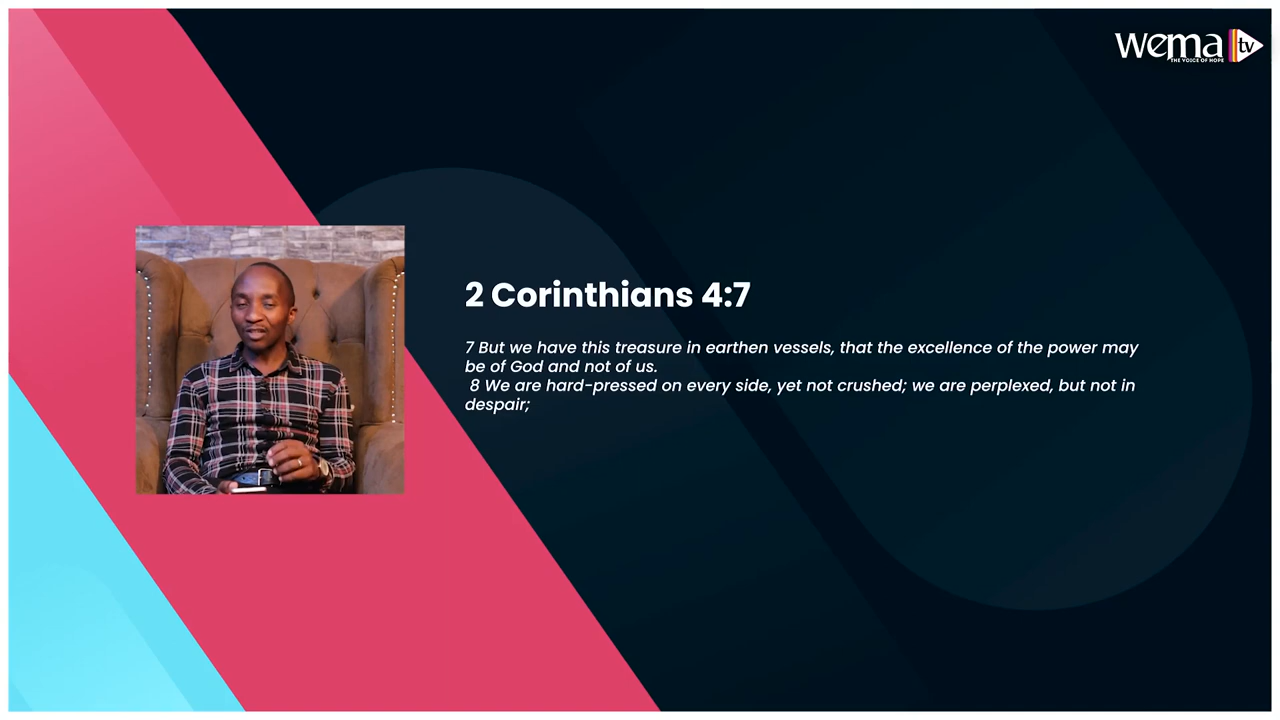 wema tv
THE VOICE OF HOPE
2 Corinthians 4:7
7 But we have this treasure in earthen vessels, that the excellence of the power may
be of God and not of us.
8 We are hard-pressed on every side, yet not crushed; we are perplexed, but not in
despair;